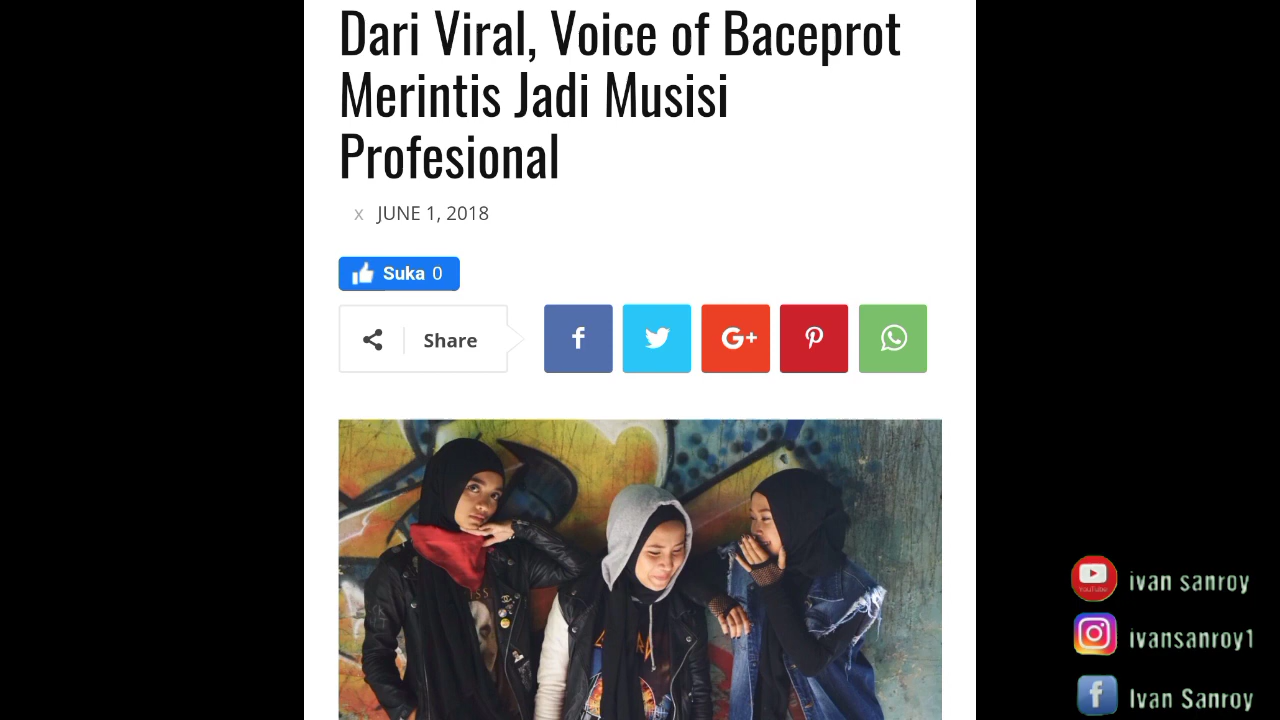 Dari Viral, Voice of Baceprot
Merintis Jadi Musisi
Profesional
x JUNE 1, 2018
Suka 0
Share
f
G+
YouTube
ivan sanroy
ivansanroy1
f
Ivan Sanroy